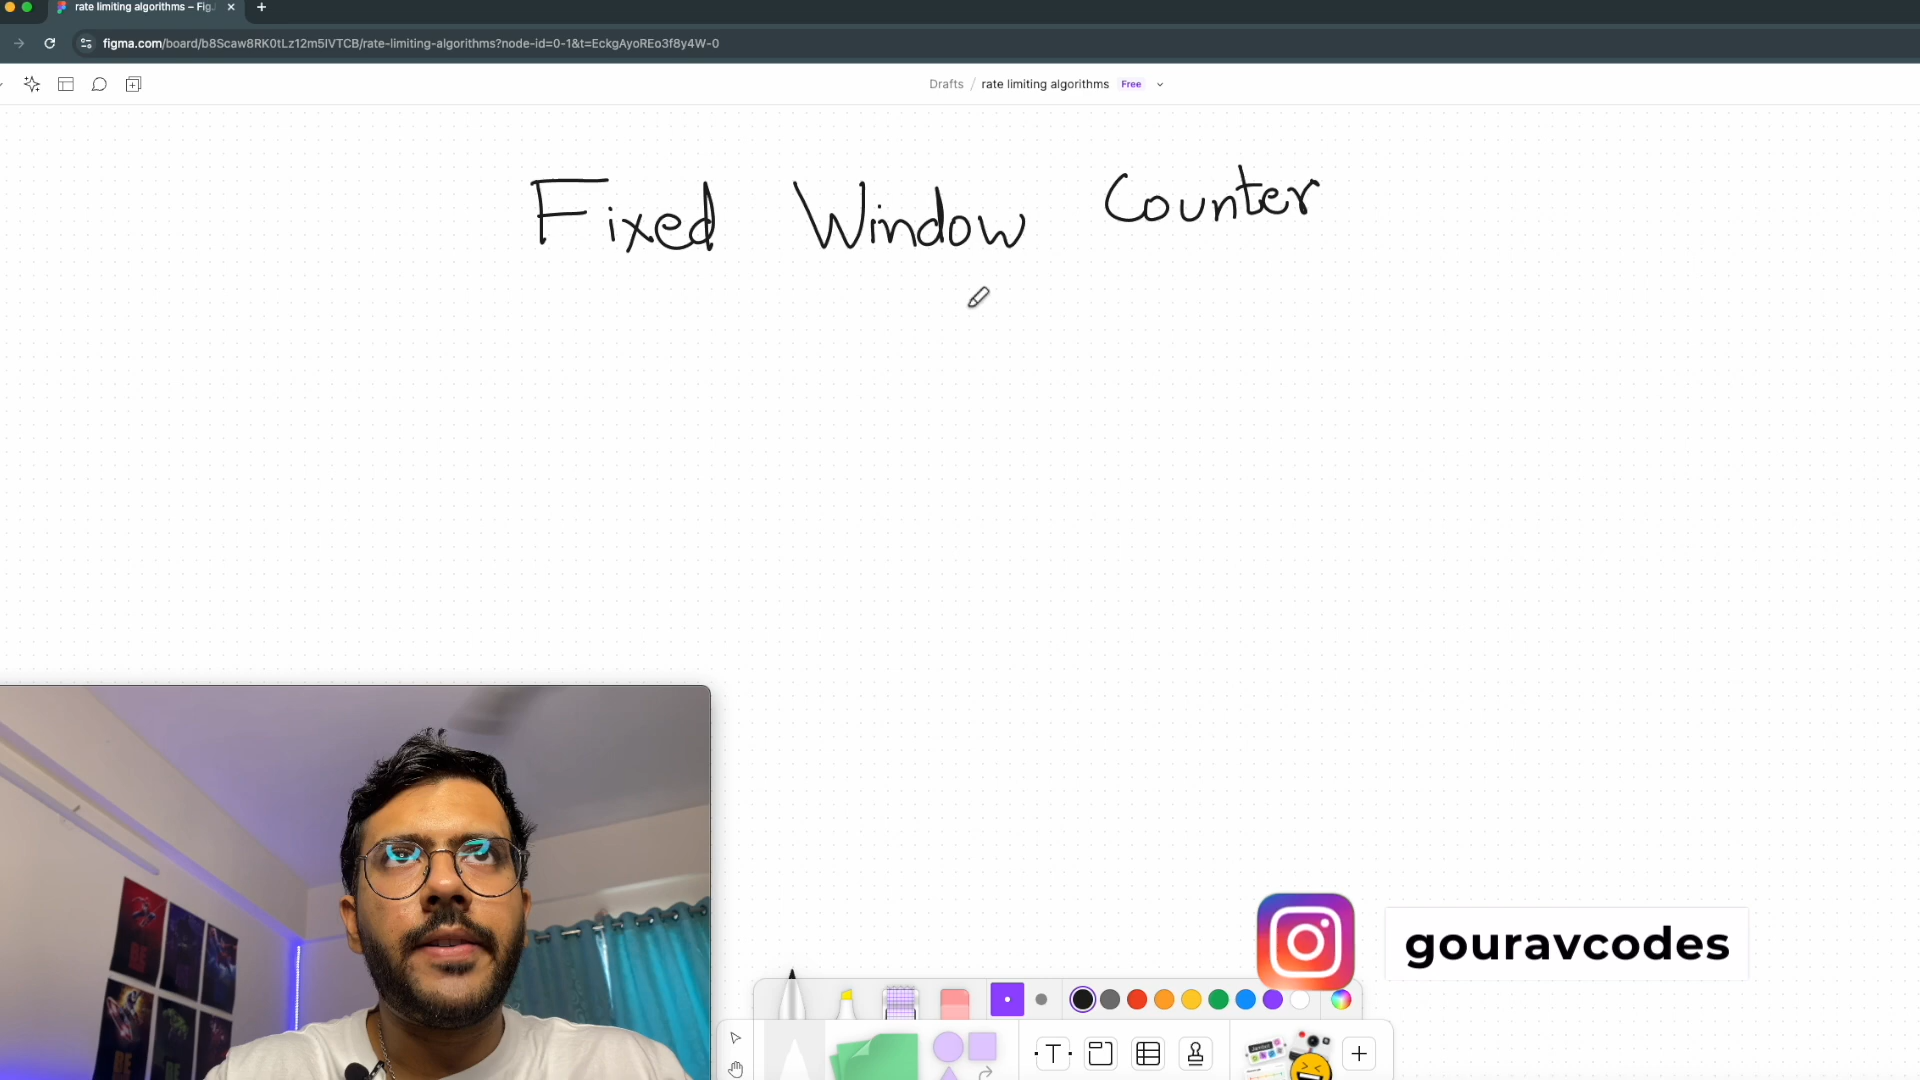 rate limiting algorithms – Fig
figma.com/board/b8Scaw8RK0tLz12m5IVTCB/rate-limiting-algorithms?node-id=0-1&t=EckgAyoREo3f8y4W-0
Drafts / rate limiting algorithms Free
Fixed Window Counter
gouravcodes
T